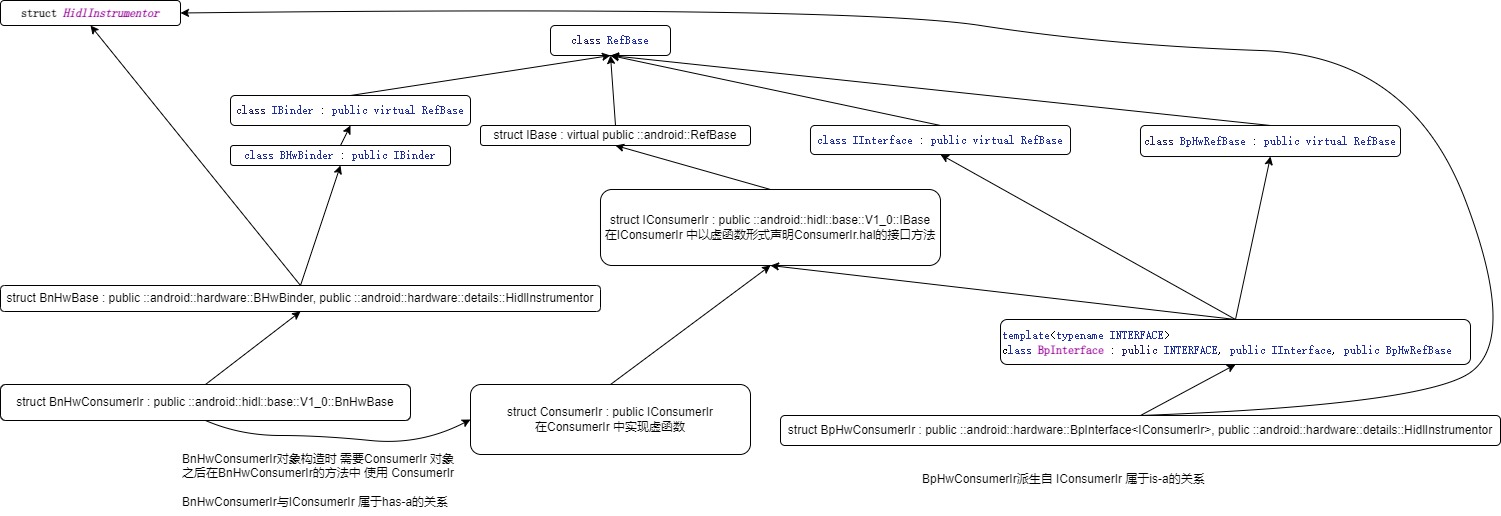 struct HidlInstrumentor
class RefBase
class IBinder : public virtual RefBase
struct IBase : virtual public ::android::RefBase
class IInterface : public virtual RefBase
class BpHwRefBase : public virtual RefBase
class BHwBinder : public IBinder
struct IConsumerIr : public ::android::hidl::base::V1_0::IBase
在IConsumerIr 中以虚函数形式声明ConsumerIr.hal的接口方法
struct BnHwBase : public ::android::hardware::BHwBinder, public ::android::hardware::details::HidlInstrumentor
template<typename INTERFACE>
class BpInterface : public INTERFACE, public IInterface, public BpHwRefBase
struct BnHwConsumerIr : public ::android::hidl::base::V1_0::BnHwBase
struct ConsumerIr : public IConsumerIr
在ConsumerIr 中实现虚函数
struct BpHwConsumerIr : public ::android::hardware::BpInterface<IConsumerIr>, public ::android::hardware::details::HidlInstrumentor
BnHwConsumerIr对象构造时 需要ConsumerIr 对象
之后在BnHwConsumerIr的方法中 使用 ConsumerIr
BnHwConsumerIr与IConsumerIr 属于has-a的关系
BpHwConsumerIr派生自 IConsumerIr 属于is-a的关系